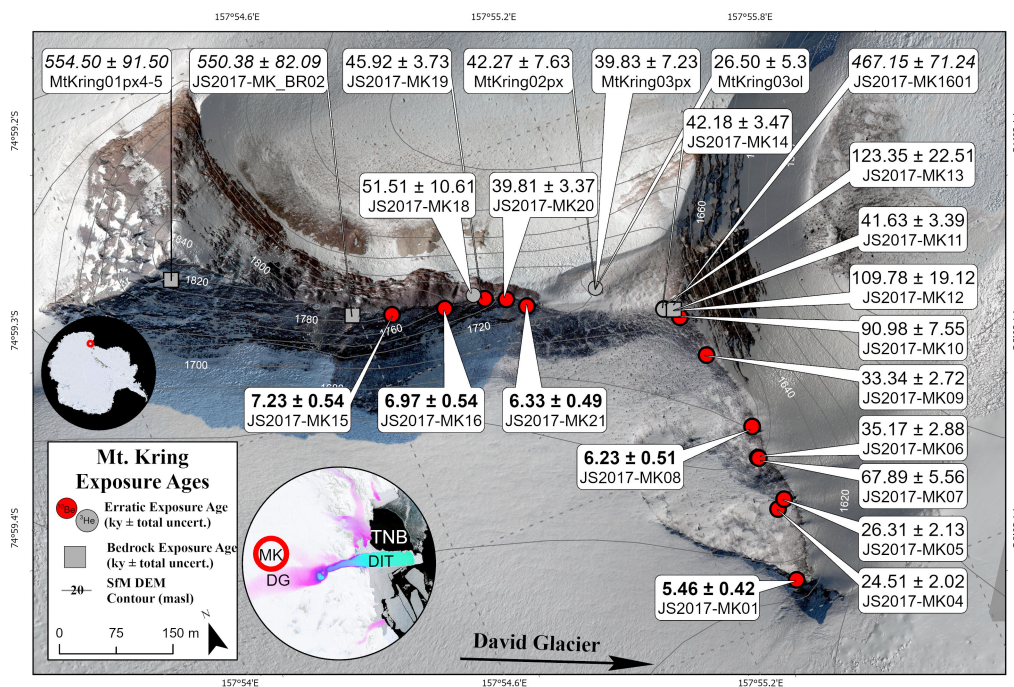 157°54.6'E
157°55.2'E
157°55.8'E
74°59.2'S
74°59.3'S
74°59.4'S
554.50 ± 91.50
MtKring01px4-5
550.38 ± 82.09
JS2017-MK_BR02
45.92 ± 3.73
JS2017-MK19
42.27 ± 7.63
MtKring02px
39.83 ± 7.23
MtKring03px
26.50 ± 5.3
MtKring03ol
467.15 ± 71.24
JS2017-MK1601
42.18 ± 3.47
JS2017-MK14
123.35 ± 22.51
JS2017-MK13
51.51 ± 10.61
JS2017-MK18
39.81 ± 3.37
JS2017-MK20
41.63 ± 3.39
JS2017-MK11
109.78 ± 19.12
JS2017-MK12
90.98 ± 7.55
JS2017-MK10
33.34 ± 2.72
JS2017-MK09
35.17 ± 2.88
JS2017-MK06
67.89 ± 5.56
JS2017-MK07
26.31 ± 2.13
JS2017-MK05
24.51 ± 2.02
JS2017-MK04
7.23 ± 0.54
JS2017-MK15
6.97 ± 0.54
JS2017-MK16
6.33 ± 0.49
JS2017-MK21
6.23 ± 0.51
JS2017-MK08
5.46 ± 0.42
JS2017-MK01
1840
1820
1800
1780
1760
1720
1700
1660
1640
1620
Mt. Kring
Exposure Ages
Be
³He
Erratic Exposure Age
(ky ± total uncert.)
Bedrock Exposure Age
(ky ± total uncert.)
20
SfM DEM
Contour (masl)
N
0 75 150 m
MK
DG
TNB
DIT
David Glacier
157°54'E
157°54.6'E
157°55.2'E